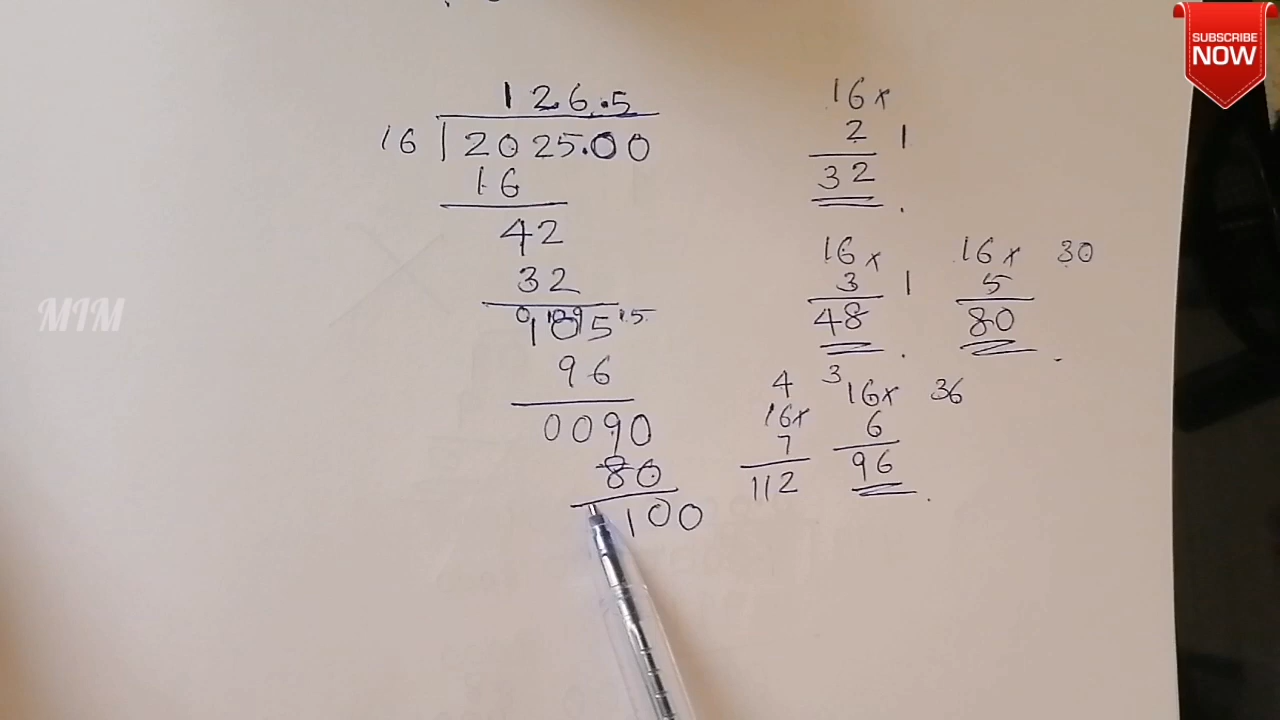 SUBSCRIBE
NOW
126.5
16 2025.00
16
42
32
105
96
0090
80
100
16x
2 1
32
16x
3 1
48
16x 30
5
80
4
16x
7
112
3
16x 36
6
96
MIM